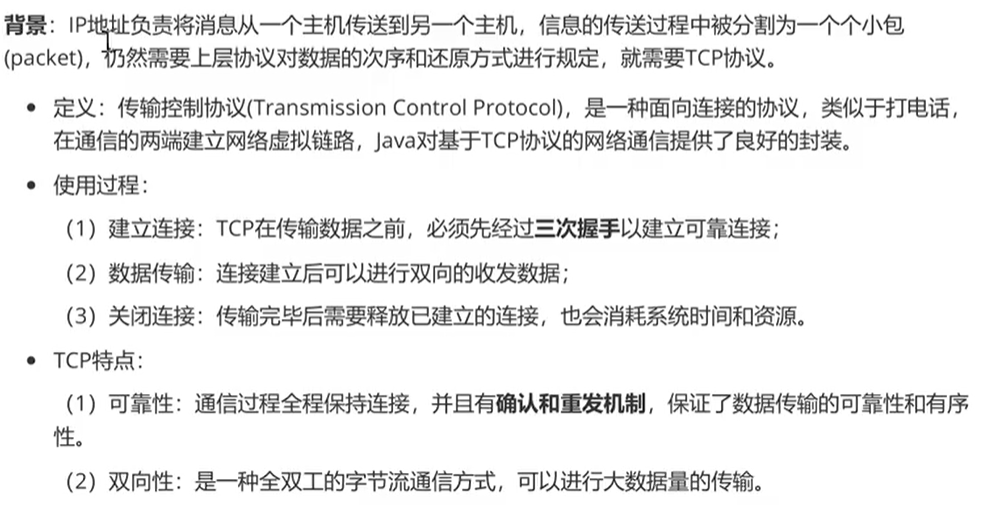 背景：IP地址负责将消息从一个主机传送到另一个主机，信息的传送过程中被分割为一个个小包
(packet)，仍然需要上层协议对数据的次序和还原方式进行规定，就需要TCP协议。
• 定义：传输控制协议(Transmission Control Protocol)，是一种面向连接的协议，类似于打电话，
在通信的两端建立网络虚拟链路，Java对基于TCP协议的网络通信提供了良好的封装。
• 使用过程：
（1）建立连接：TCP在传输数据之前，必须先经过三次握手以建立可靠连接；
（2）数据传输：连接建立后可以进行双向的收发数据；
（3）关闭连接：传输完毕后需要释放已建立的连接，也会消耗系统时间和资源。
• TCP特点：
（1）可靠性：通信过程全程保持连接，并且有确认和重发机制，保证了数据传输的可靠性和有序
性。
（2）双向性：是一种全双工的字节流通信方式，可以进行大数据量的传输。